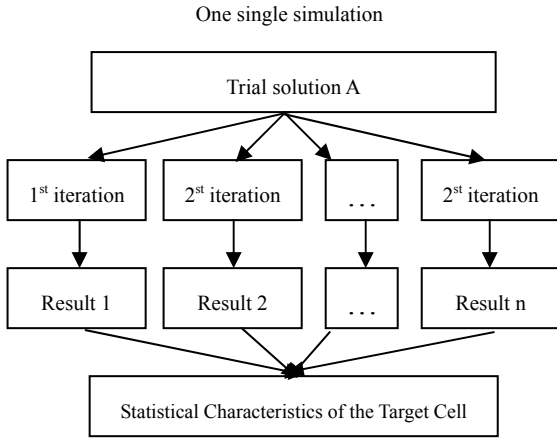 One single simulation
Trial solution A
1st iteration
2st iteration
...
2st iteration
Result 1
Result 2
...
Result n
Statistical Characteristics of the Target Cell